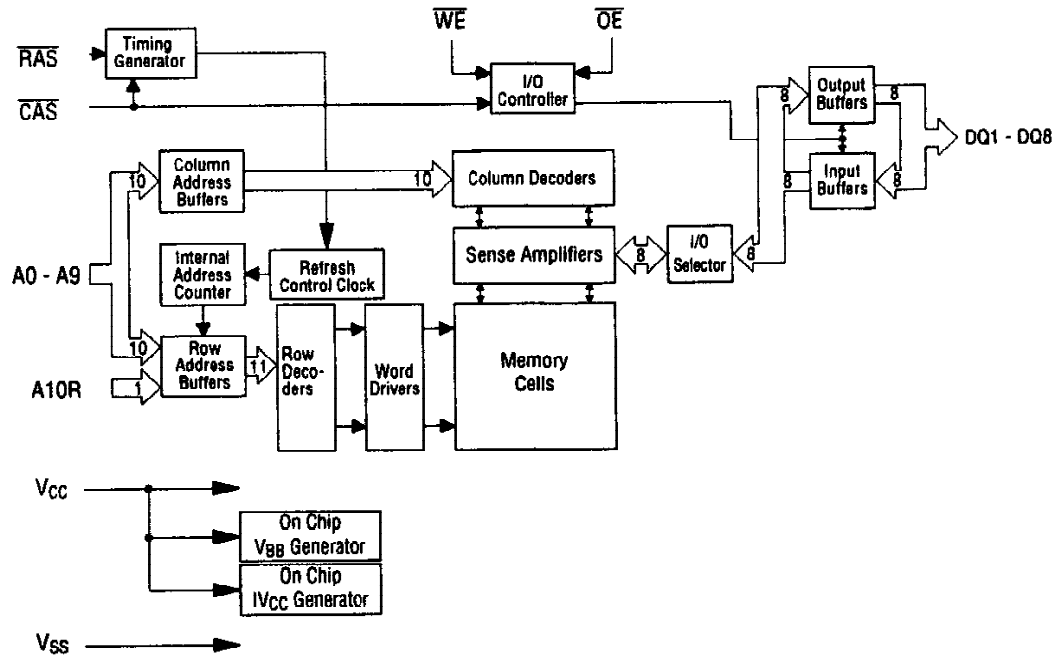 WE
OE
RAS
Timing
Generator
CAS
I/O
Controller
Output
Buffers
8
8
DQ1 - DQ8
Input
Buffers
8
8
Column
Address
Buffers
10
10
Column Decoders
A0 - A9
Internal
Address
Counter
Refresh
Control Clock
Sense Amplifiers
8
I/O
Selector
8
10
Row
Address
Buffers
11
Row
Deco-
ders
Word
Drivers
Memory
Cells
A10R
1
VCC
On Chip
VBB Generator
On Chip
IVCC Generator
VSS